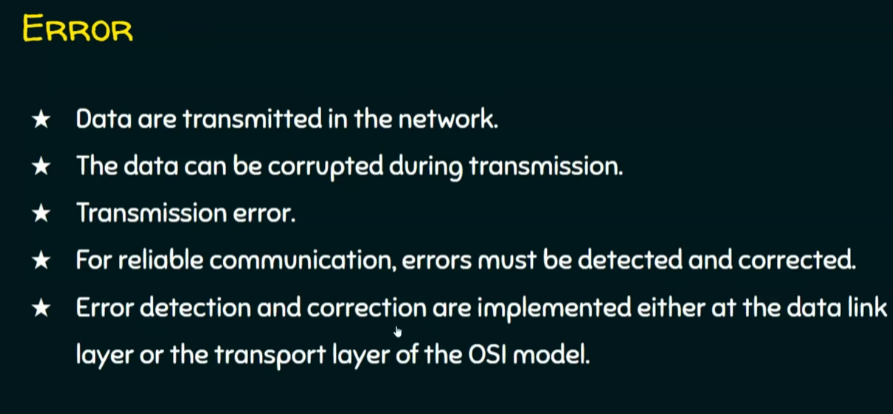 ERROR
★ Data are transmitted in the network.
★ The data can be corrupted during transmission.
★ Transmission error.
★ For reliable communication, errors must be detected and corrected.
★ Error detection and correction are implemented either at the data link
layer or the transport layer of the OSI model.